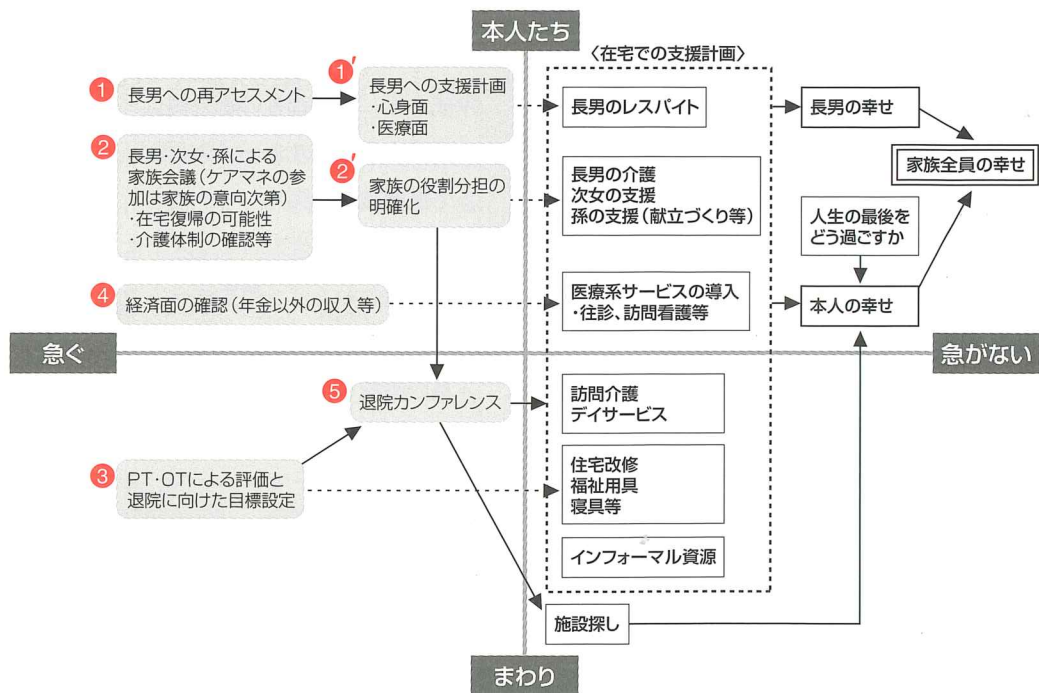 本人たち
〈在宅での支援計画〉
❶
長男への再アセスメント
❶′
長男への支援計画
・心身面
・医療面
長男のレスパイト
長男の幸せ
家族全員の幸せ
❷
長男・次女・孫による
家族会議(ケアマネの参
加は家族の意向次第)
・在宅復帰の可能性
・介護体制の確認等
❷′
家族の役割分担の
明確化
長男の介護
次女の支援
孫の支援(献立づくり等)
人生の最後を
どう過ごすか
❹
経済面の確認(年金以外の収入等)
医療系サービスの導入
・往診、訪問看護等
本人の幸せ
急ぐ
急がない
❺
退院カンファレンス
訪問介護
デイサービス
❸
PT・OTによる評価と
退院に向けた目標設定
住宅改修
福祉用具
寝具等
インフォーマル資源
施設探し
まわり